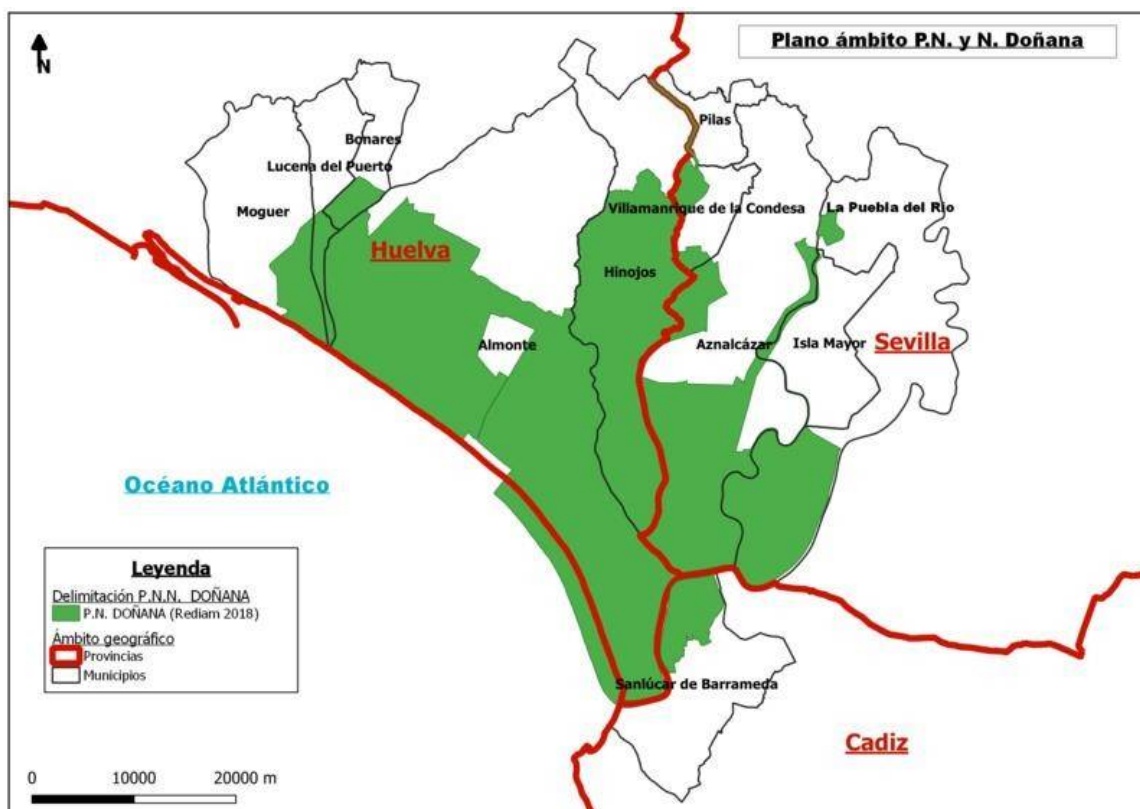 Plano ámbito P.N. y N. Doñana
N
Pilas
Bonares
Lucena del Puerto
Moguer
Villamanrique de la Condesa
La Puebla del Río
Huelva
Hinojos
Almonte
Aznalcázar
Isla Mayor
Sevilla
Océano Atlántico
Leyenda
Delimitación P.N.N. DOÑANA
P.N. DOÑANA (Rediam 2018)
Ámbito geográfico
Provincias
Municipios
Sanlúcar de Barrameda
Cadiz
0 10000 20000 m